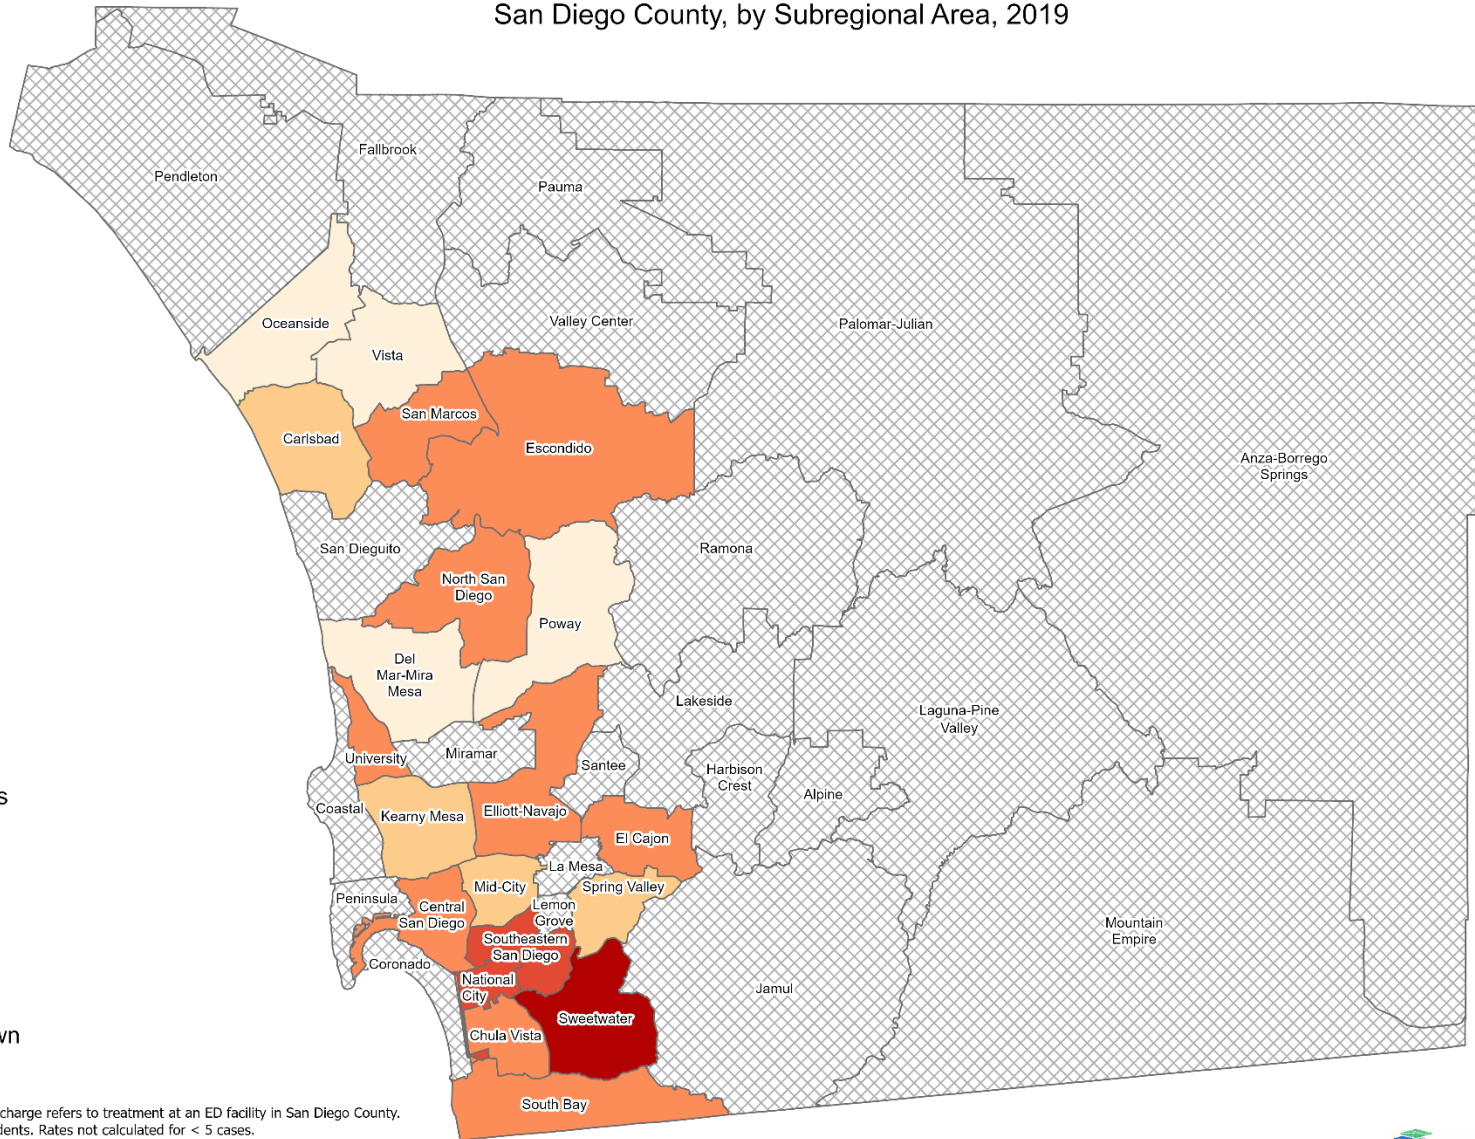 San Diego County, by Subregional Area, 2019
Fallbrook
Pendleton
Pauma
Oceanside
Valley Center
Palomar-Julian
Vista
San Marcos
Carlsbad
Escondido
Anza-Borrego
Springs
San Dieguito
Ramona
North San
Diego
Poway
Del
Mar-Mira
Mesa
Lakeside
Laguna-Pine
Valley
University
Miramar
Santee
Harbison
Crest
Alpine
s
Coastal
Kearny Mesa
Elliott-Navajo
El Cajon
La Mesa
Mid-City
Spring Valley
Peninsula
Central
San Diego
Lemon
Grove
Mountain
Empire
Southeastern
San Diego
Coronado
National
City
Jamul
Sweetwater
wn
Chula Vista
South Bay
charge refers to treatment at an ED facility in San Diego County.
dents. Rates not calculated for < 5 cases.